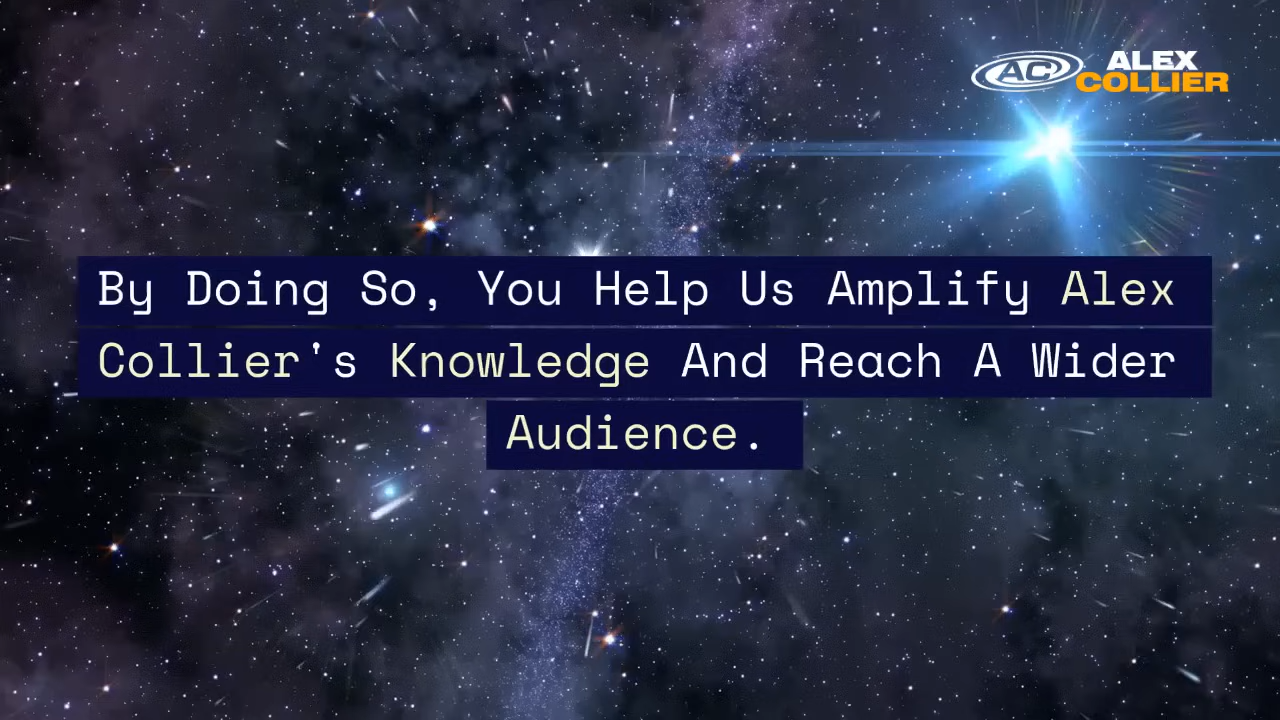 AC ALEX
COLLIER
By Doing So, You Help Us Amplify Alex
Collier's Knowledge And Reach A Wider
Audience.